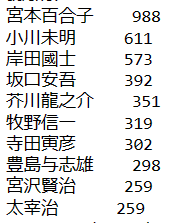 宮本百合子 988
小川未明 611
岸田國士 573
坂口安吾 392
芥川龍之介 351
牧野信一 319
寺田寅彦 302
豊島与志雄 298
宮沢賢治 259
太宰治 259